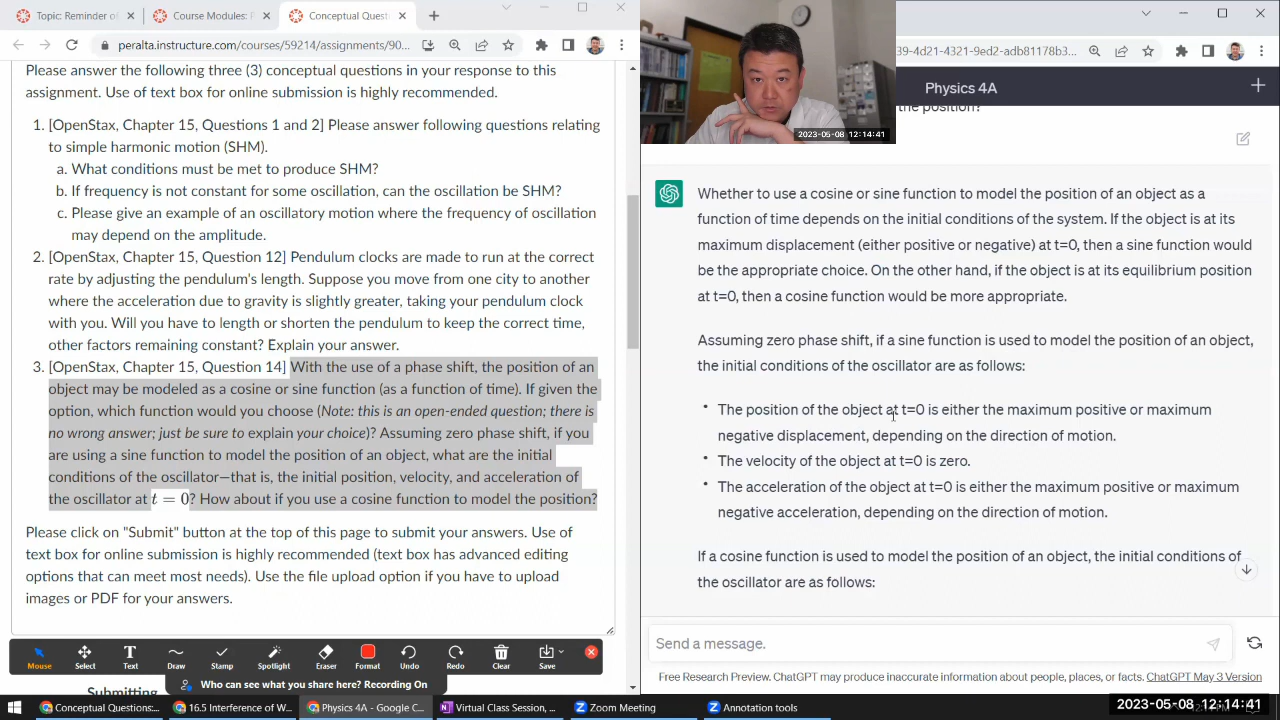 Topic: Reminder of
Course Modules: P
Conceptual Ques
peralta.instructure.com/courses/59214/assignments/90...
Please answer the following three (3) conceptual questions in your response to this
assignment. Use of text box for online submission is highly recommended.
1. [OpenStax, Chapter 15, Questions 1 and 2] Please answer following questions relating
to simple harmonic motion (SHM).
a. What conditions must be met to produce SHM?
b. If frequency is not constant for some oscillation, can the oscillation be SHM?
c. Please give an example of an oscillatory motion where the frequency of oscillation
may depend on the amplitude.
2. [OpenStax, Chapter 15, Question 12] Pendulum clocks are made to run at the correct
rate by adjusting the pendulum's length. Suppose you move from one city to another
where the acceleration due to gravity is slightly greater, taking your pendulum clock
with you. Will you have to length or shorten the pendulum to keep the correct time,
other factors remaining constant? Explain your answer.
3. [OpenStax, Chapter 15, Question 14] With the use of a phase shift, the position of an
object may be modeled as a cosine or sine function (as a function of time). If given the
option, which function would you choose (Note: this is an open-ended question; there is
no wrong answer; just be sure to explain your choice)? Assuming zero phase shift, if you
are using a sine function to model the position of an object, what are the initial
conditions of the oscillator—that is, the initial position, velocity, and acceleration of
the oscillator at t = 0? How about if you use a cosine function to model the position?
Please click on "Submit" button at the top of this page to submit your answers. Use of
text box for online submission is highly recommended (text box has advanced editing
options that can meet most needs). Use the file upload option if you have to upload
images or PDF for your answers.
Mouse
Select
Text
Draw
Stamp
Spotlight
Eraser
Format
Undo
Redo
Clear
Save
Who can see what you share here? Recording On
Submitting
2023-05-08 12:14:41
39-4d21-4321-9ed2-adb81178b3...
Physics 4A
the position?
Whether to use a cosine or sine function to model the position of an object as a
function of time depends on the initial conditions of the system. If the object is at its
maximum displacement (either positive or negative) at t=0, then a sine function would
be the appropriate choice. On the other hand, if the object is at its equilibrium position
at t=0, then a cosine function would be more appropriate.
Assuming zero phase shift, if a sine function is used to model the position of an object,
the initial conditions of the oscillator are as follows:
• The position of the object at t=0 is either the maximum positive or maximum
negative displacement, depending on the direction of motion.
• The velocity of the object at t=0 is zero.
• The acceleration of the object at t=0 is either the maximum positive or maximum
negative acceleration, depending on the direction of motion.
If a cosine function is used to model the position of an object, the initial conditions of
the oscillator are as follows:
Send a message.
Free Research Preview. ChatGPT may produce inaccurate information about people, places, or facts. ChatGPT May 3 Version
Conceptual Questions:...
16.5 Interference of W...
Physics 4A - Google C...
Virtual Class Session, ...
Zoom Meeting
Annotation tools
2023-05-08 12:14:41